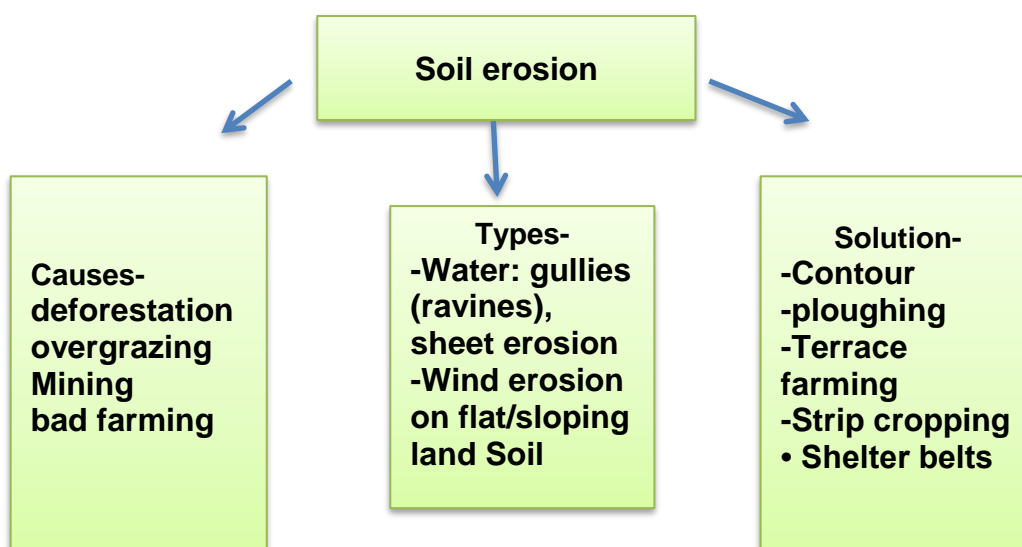 Soil erosion
Causes-
deforestation
overgrazing
Mining
bad farming
Types-
-Water: gullies
(ravines),
sheet erosion
-Wind erosion
on flat/sloping
land Soil
Solution-
-Contour
-ploughing
-Terrace
farming
-Strip cropping
• Shelter belts